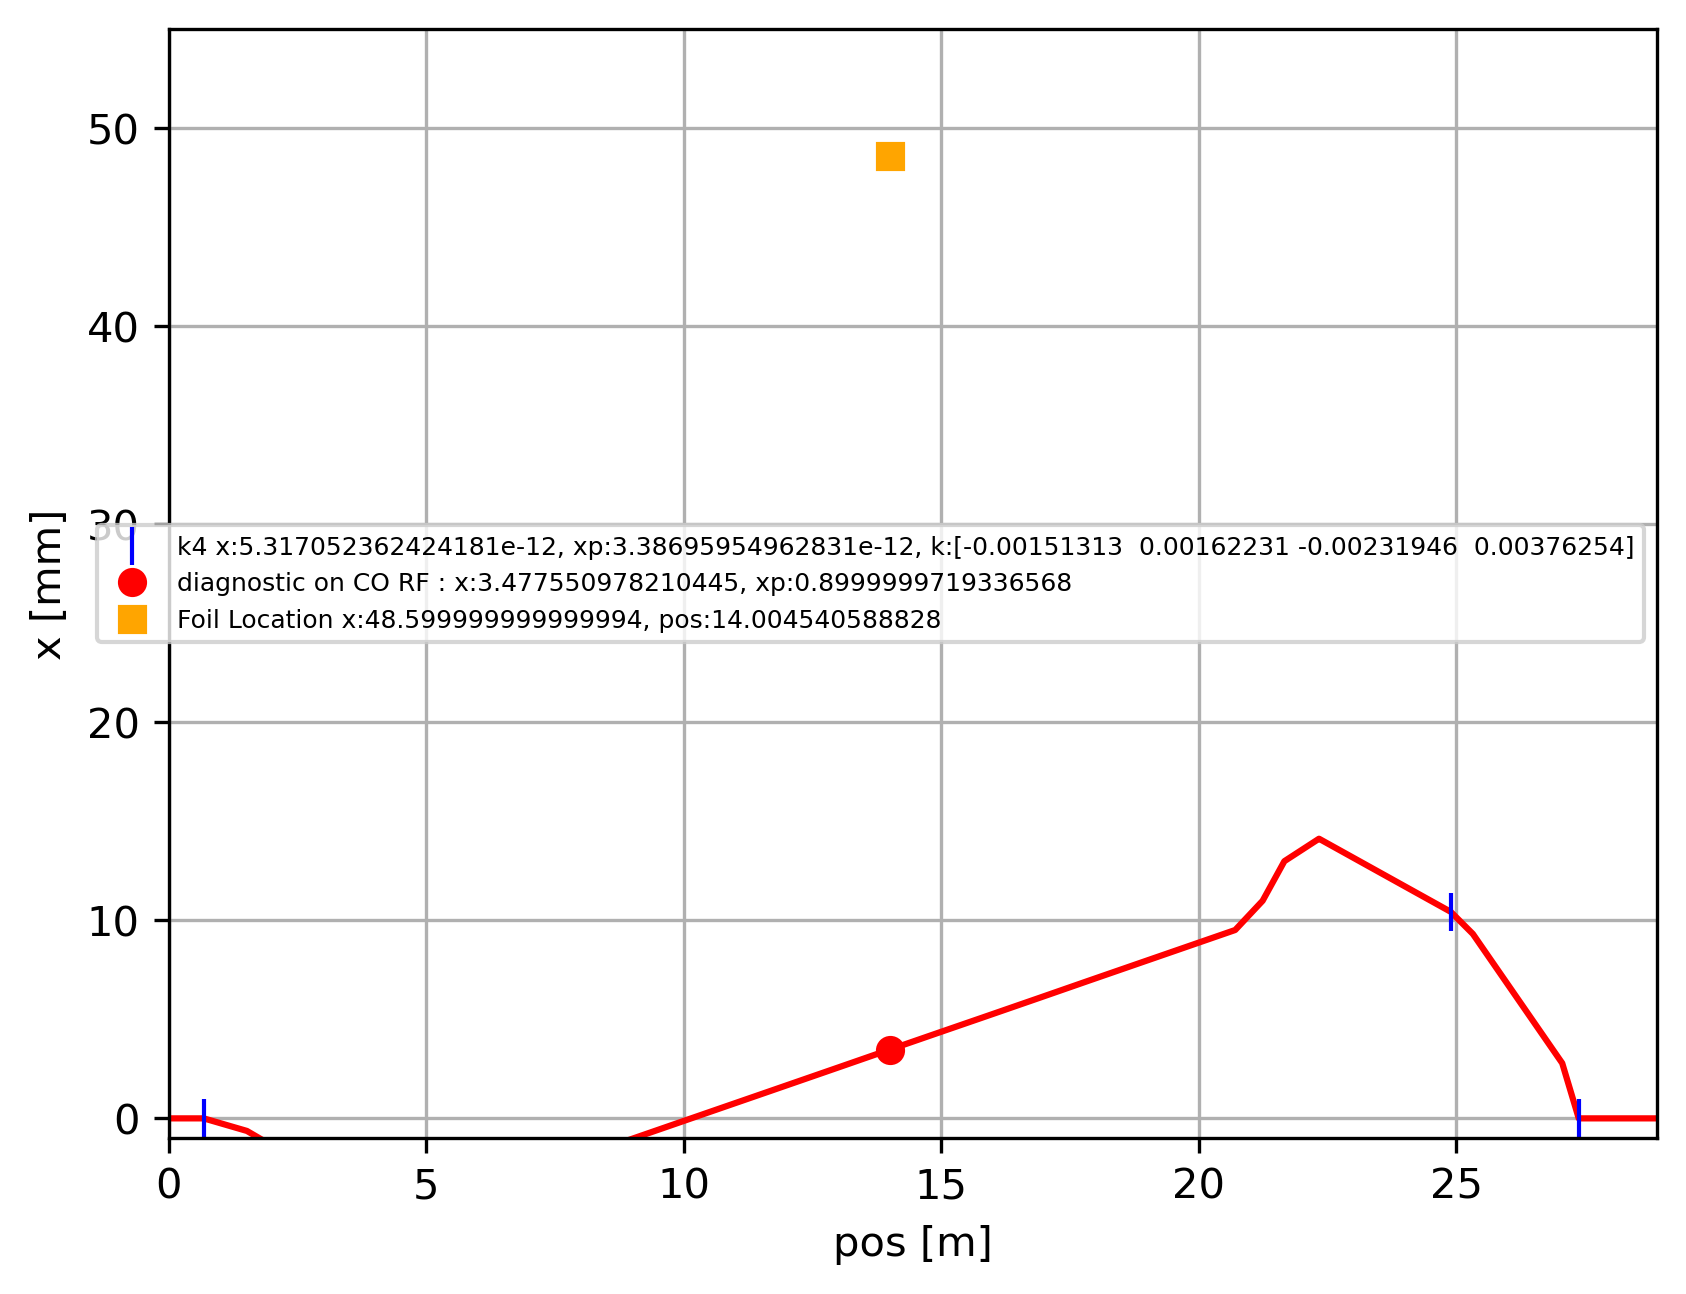 50
40
30
k4 x:5.317052362424181e-12, xp:3.38695954962831e-12, k:[-0.00151313  0.00162231 -0.00231946  0.00376254]
diagnostic on CO RF : x:3.477550978210445, xp:0.8999999719336568
Foil Location x:48.599999999999994, pos:14.004540588828
x [mm]
20
10
0
0 5 10 15 20 25
pos [m]